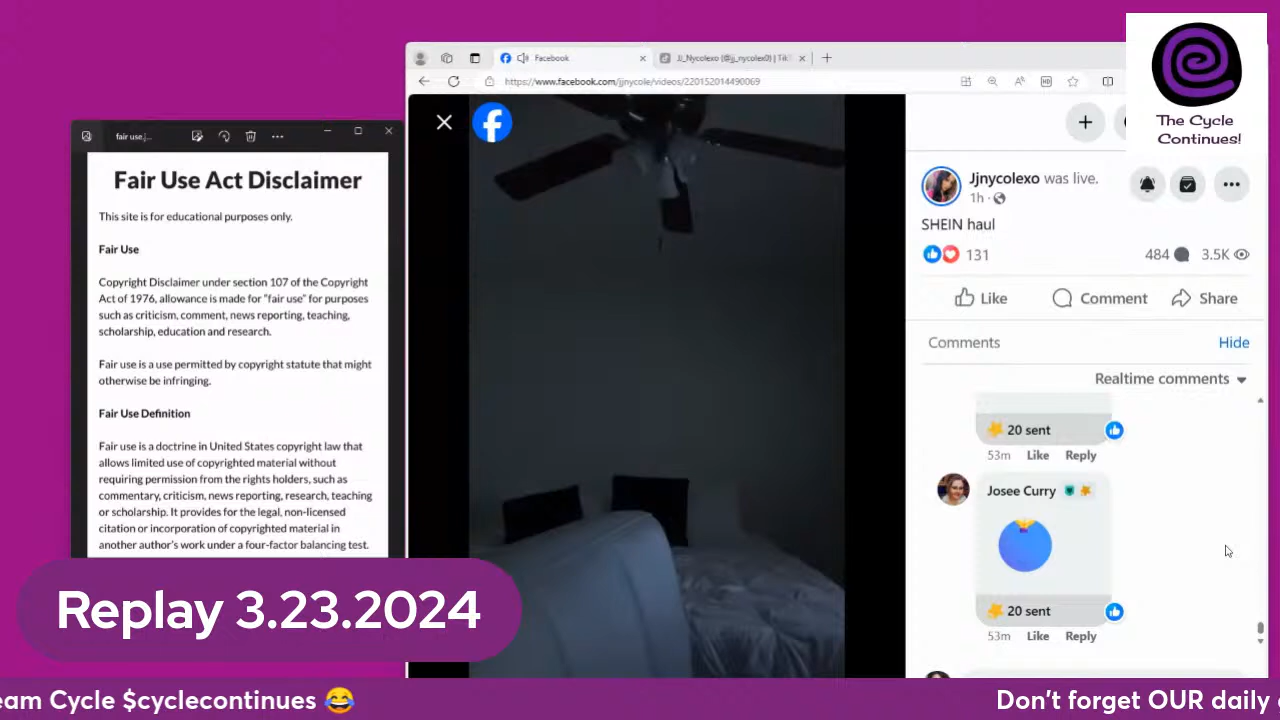 Facebook
Jj_Nycolexo (@jj_nycolex0) | TikT
https://www.facebook.com/jjnycole/videos/220152014490069
The Cycle
Continues!
fair use.j...
Fair Use Act Disclaimer
This site is for educational purposes only.
Fair Use
Copyright Disclaimer under section 107 of the Copyright
Act of 1976, allowance is made for "fair use" for purposes
such as criticism, comment, news reporting, teaching,
scholarship, education and research.
Fair use is a use permitted by copyright statute that might
otherwise be infringing.
Fair Use Definition
Fair use is a doctrine in United States copyright law that
allows limited use of copyrighted material without
requiring permission from the rights holders, such as
commentary, criticism, news reporting, research, teaching
or scholarship. It provides for the legal, non-licensed
citation or incorporation of copyrighted material in
another author's work under a four-factor balancing test.
Jjnycolexo was live.
1h
SHEIN haul
131
484
3.5K
Like
Comment
Share
Comments
Hide
Realtime comments
20 sent
53m Like Reply
Josee Curry
20 sent
53m Like Reply
Replay 3.23.2024
eam Cycle $cyclecontinues 😂
Don't forget OUR daily